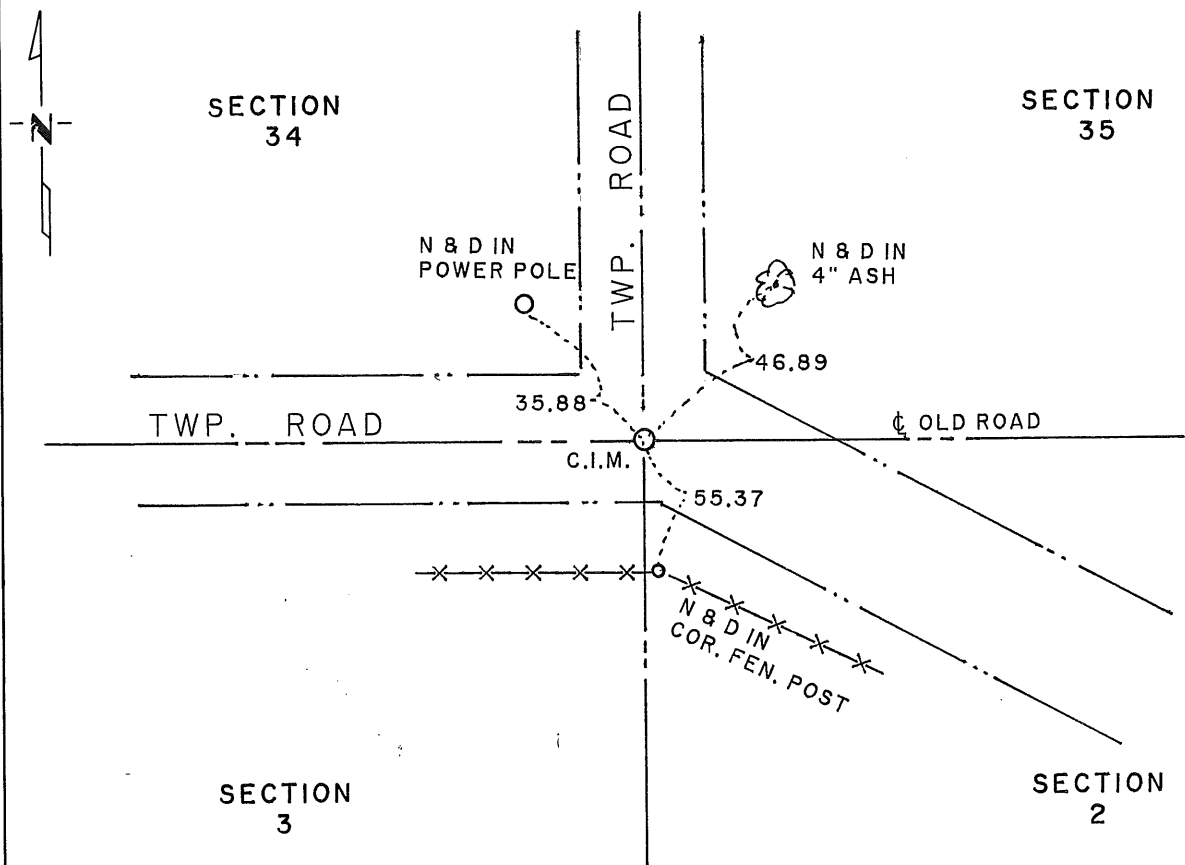 SECTION
34
SECTION
35
N
TWP. ROAD
N & D IN
POWER POLE
N & D IN
4" ASH
46.89
35.88
TWP. ROAD
℄ OLD ROAD
C.I.M.
55.37
N & D IN
COR. FEN. POST
SECTION
3
SECTION
2